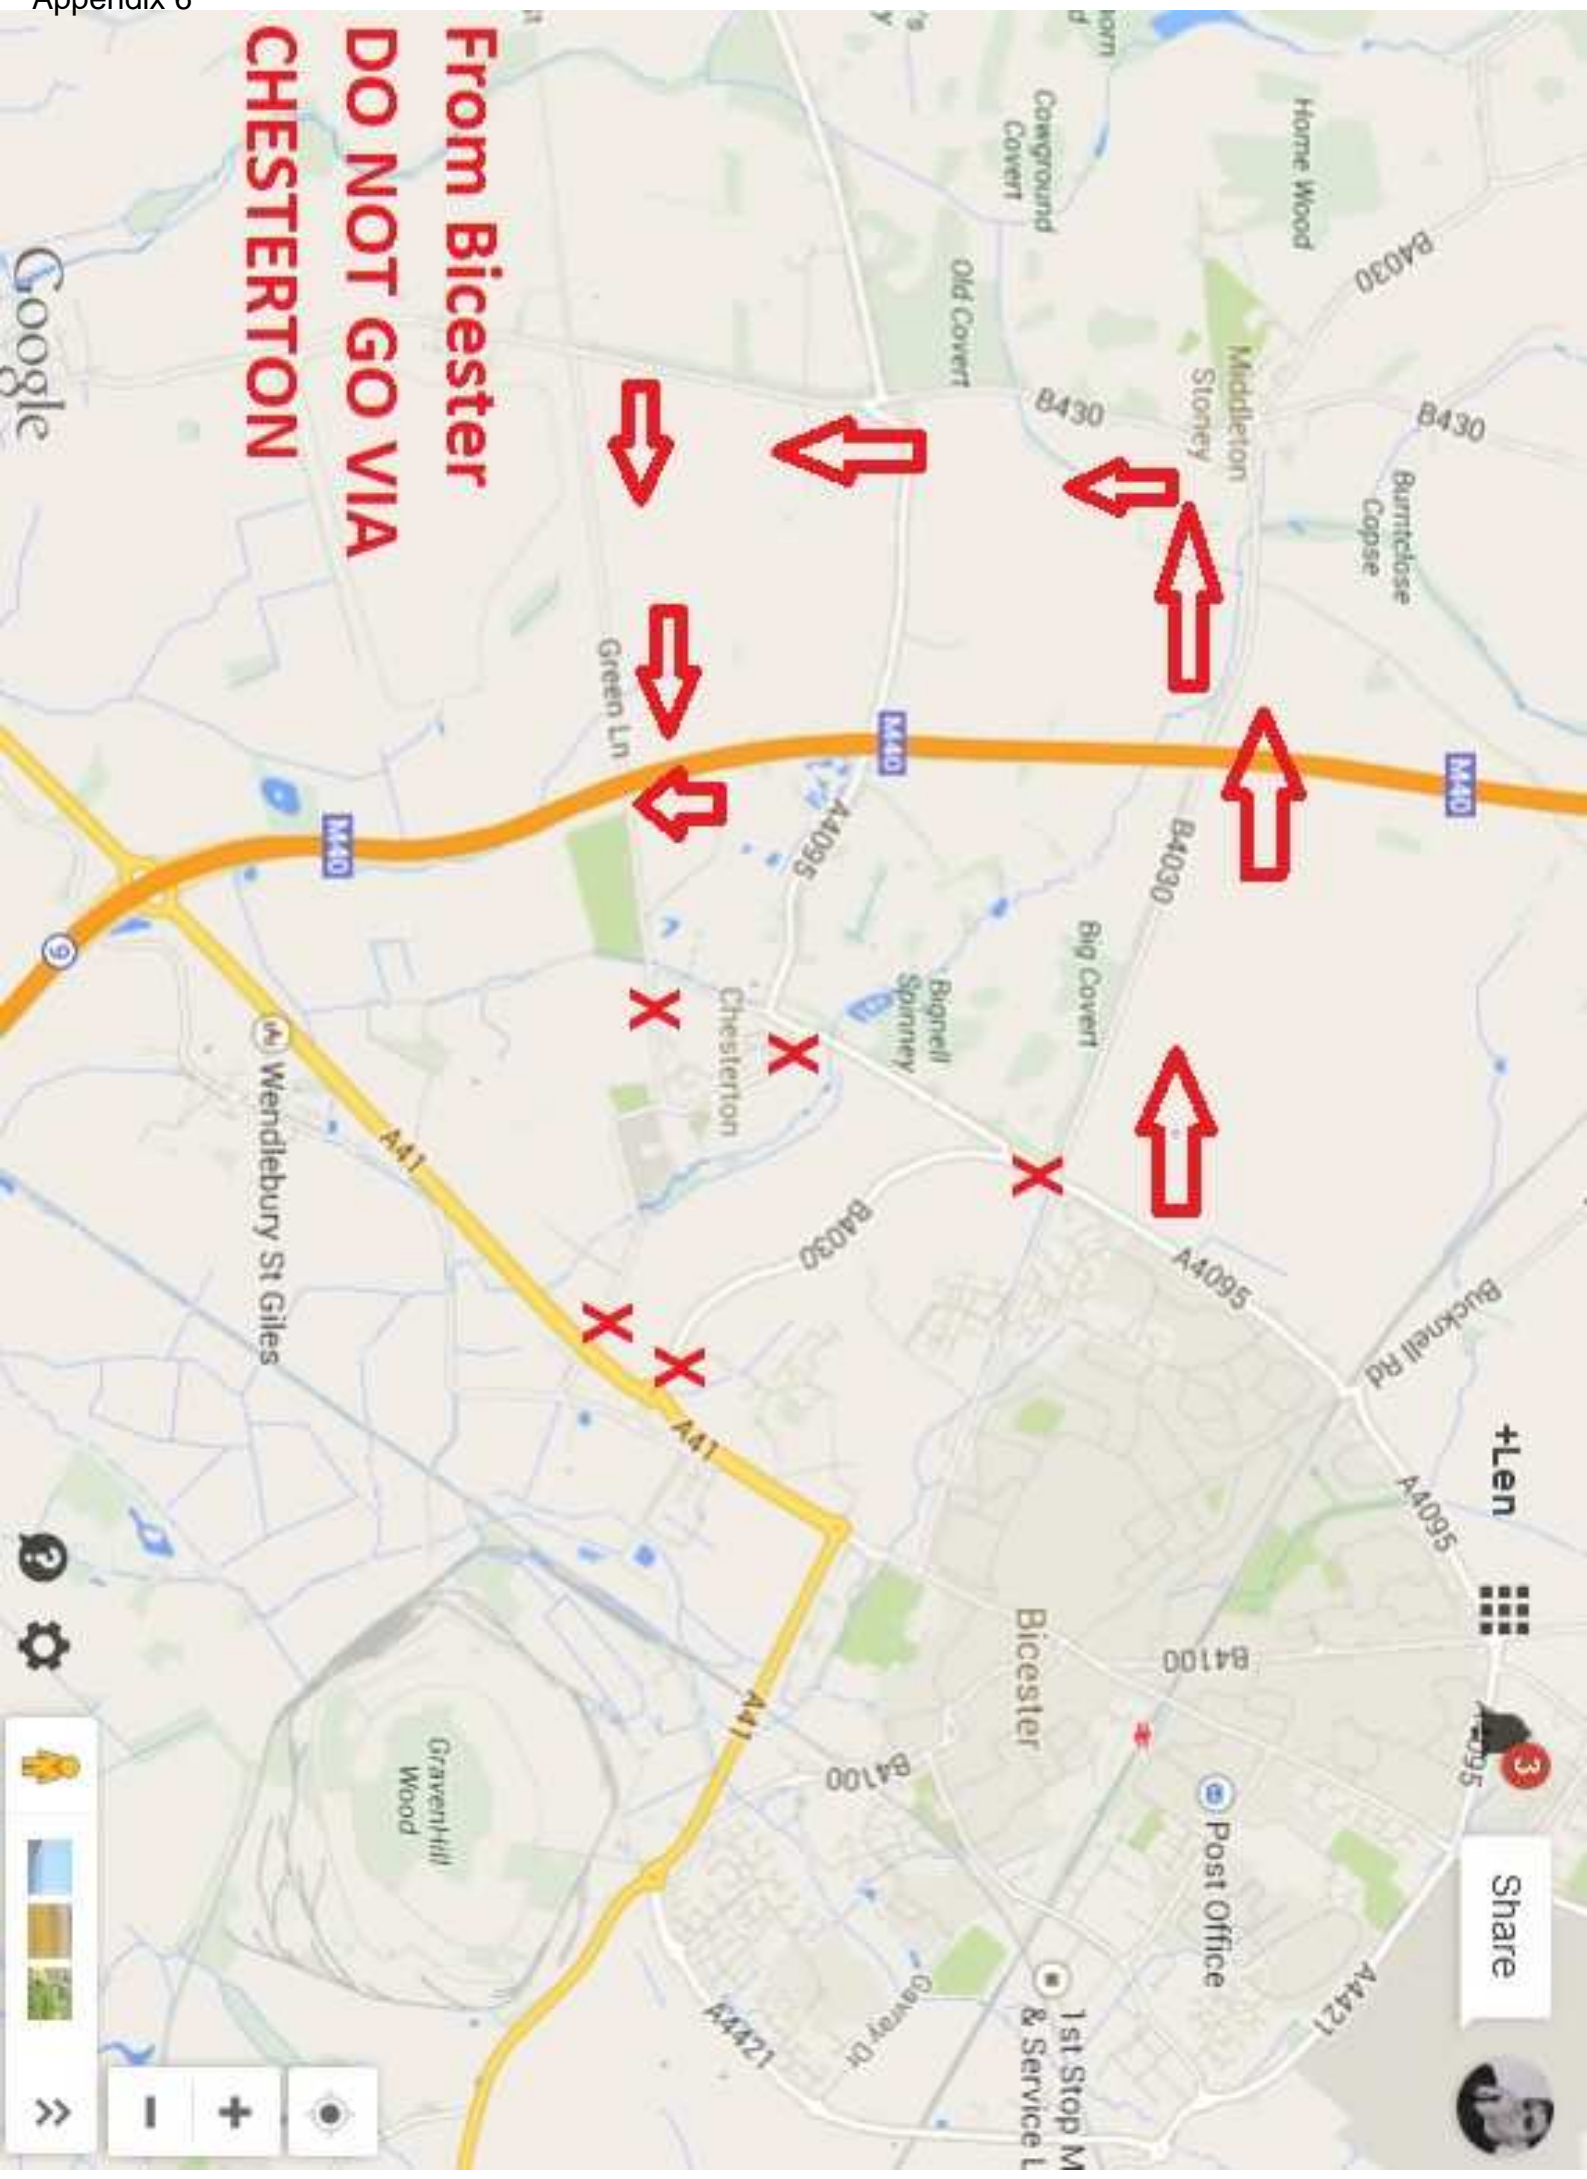 Appendix 6
From Bicester
DO NOT GO VIA
CHESTERTON
+Len
3
Share
Home Wood
B4030
Middleton
Stoney
B430
B430
Burntclose
Copse
Cowground
Covert
Old Covert
M40
M40
M40
B4030
Big Covert
Bignell
Spinney
A4095
Chesterton
Green Ln
X
X
X
X
X
B4030
A4095
Bucknell Rd
A4095
A4095
Bicester
B4100
B4100
Post Office
1st Stop M
& Service L
A4421
A4421
Gavray Dr
A41
A41
A41
Wendlebury St Giles
9
Gravenhill
Wood
Google
?
+
-